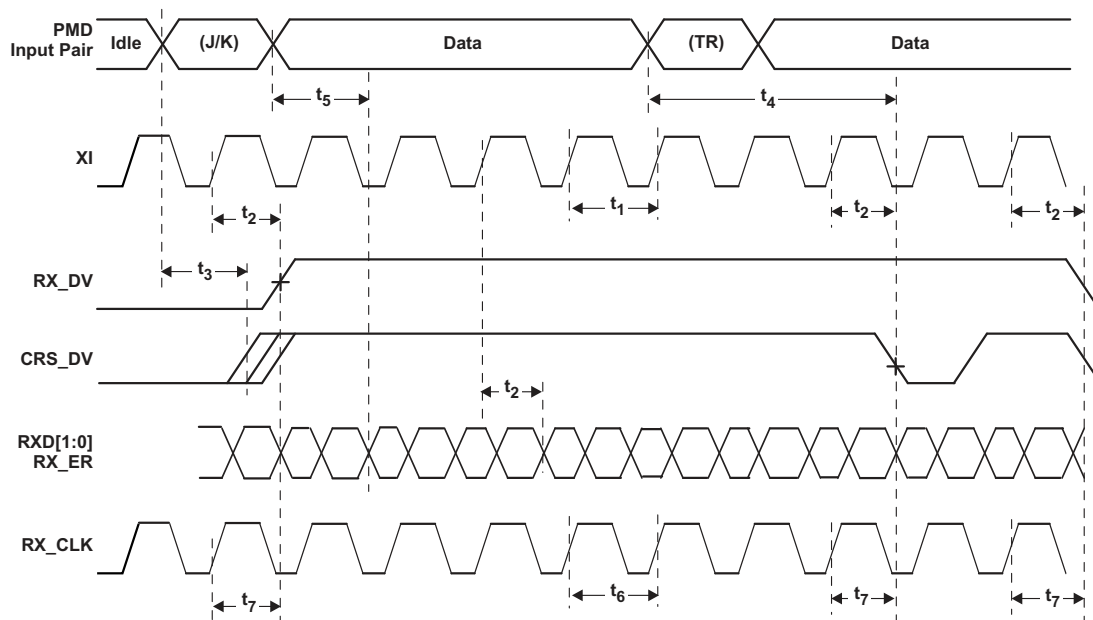 PMD
Input Pair
Idle
(J/K)
Data
(TR)
Data
t5
t4
XI
t2
t1
t2
t2
t3
RX_DV
CRS_DV
t2
RXD[1:0]
RX_ER
RX_CLK
t7
t6
t7
t7